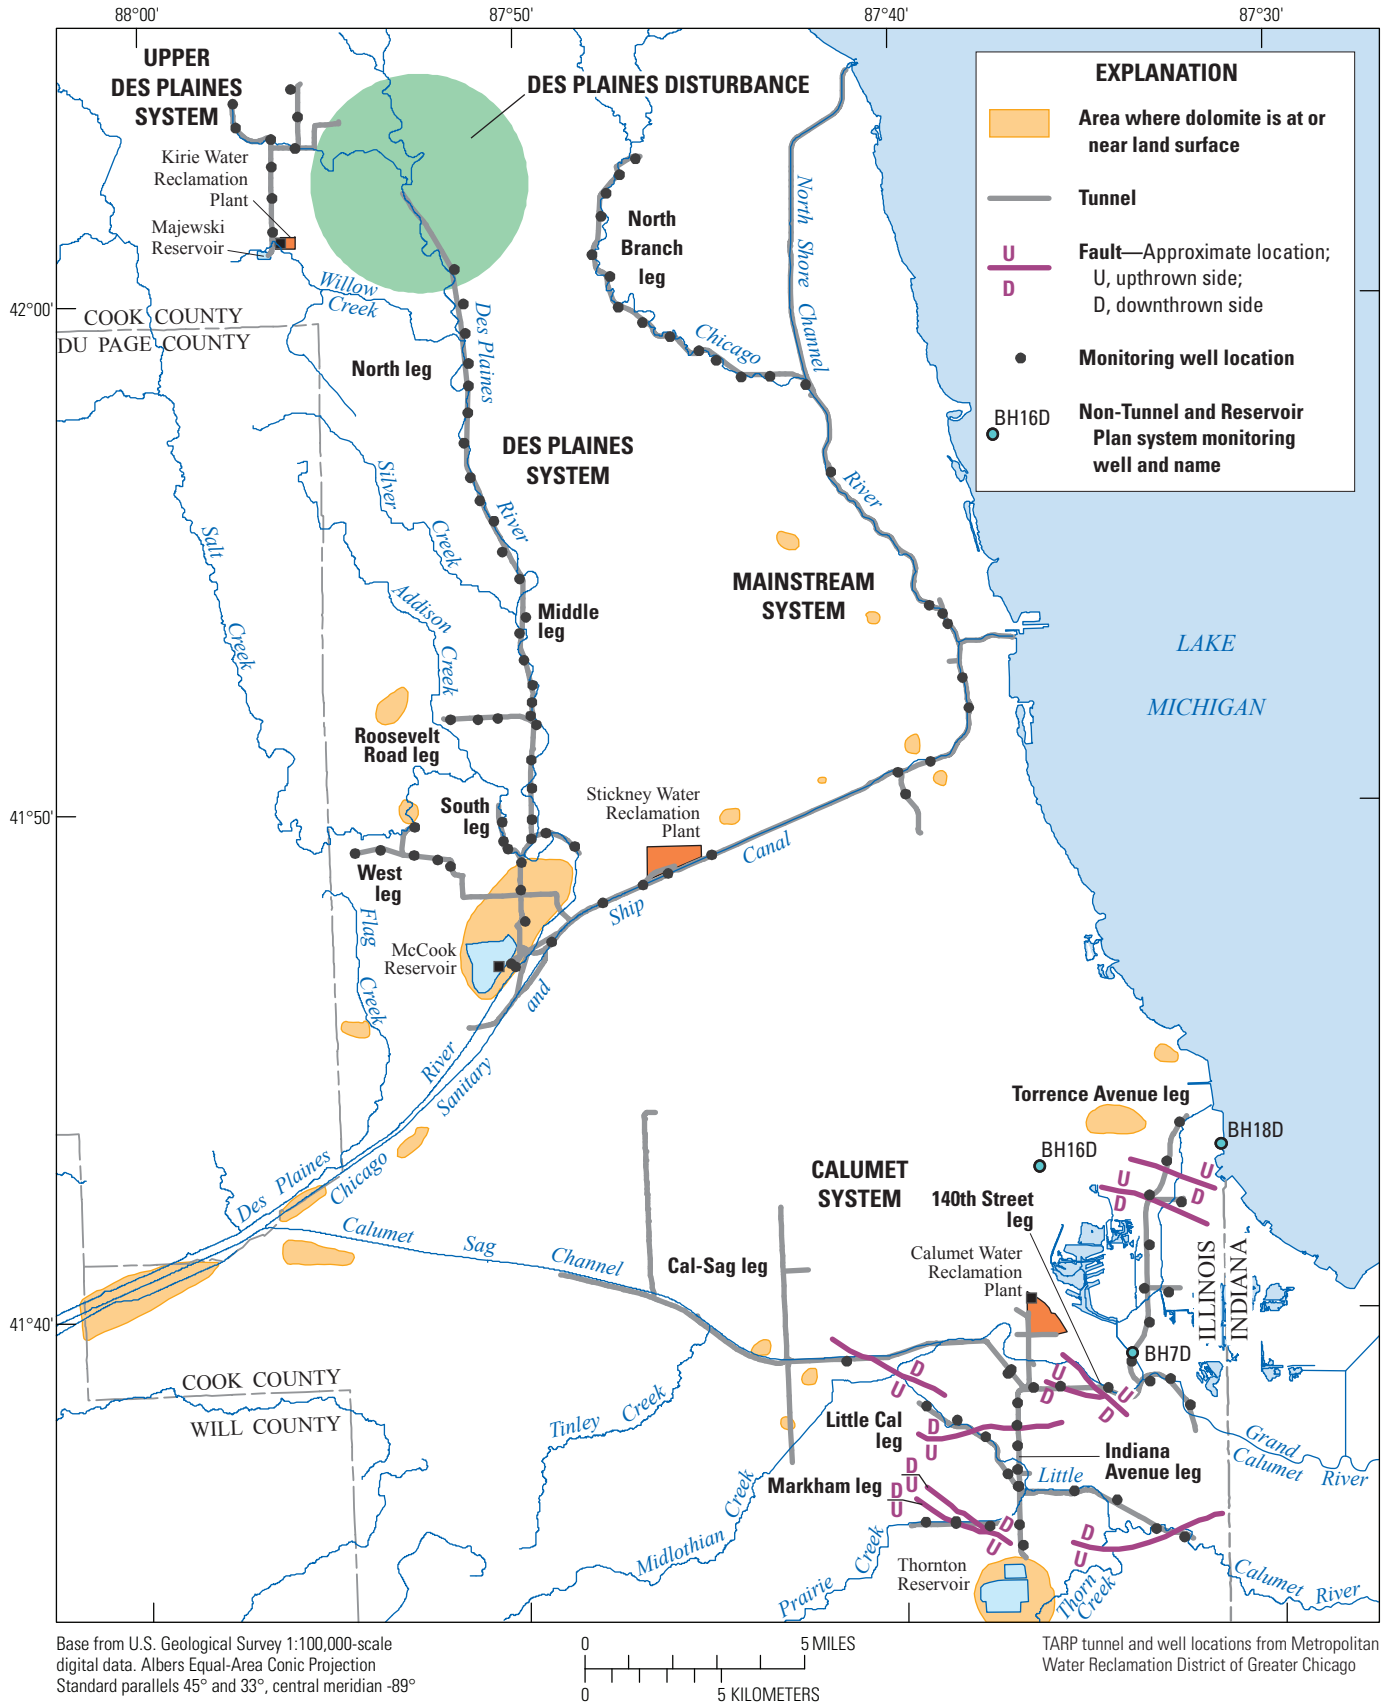 88°00'
87°50'
87°40'
87°30'
UPPER
DES PLAINES
SYSTEM
DES PLAINES DISTURBANCE
EXPLANATION
Area where dolomite is at or
near land surface
Tunnel
U
D
Fault—Approximate location;
U, upthrown side;
D, downthrown side
Monitoring well location
BH16D
Non-Tunnel and Reservoir
Plan system monitoring
well and name
Kirie Water
Reclamation
Plant
Majewski
Reservoir
Willow
Creek
North
Branch
leg
North Shore Channel
42°00'
COOK COUNTY
DU PAGE COUNTY
North leg
Des Plaines
River
Chicago
River
DES PLAINES
SYSTEM
Silver
Creek
Salt
Creek
Addison
Creek
MAINSTREAM
SYSTEM
Middle
leg
LAKE
MICHIGAN
Roosevelt
Road leg
41°50'
South
leg
Stickney Water
Reclamation
Plant
West
leg
Canal
Ship
and
Flag
Creek
McCook
Reservoir
River
Sanitary
Torrence Avenue leg
BH18D
BH16D
Des Plaines
Chicago
CALUMET
SYSTEM
140th Street
leg
U
D
U
D
Calumet
Sag
Channel
Cal-Sag leg
Calumet Water
Reclamation
Plant
ILLINOIS
INDIANA
41°40'
BH7D
COOK COUNTY
WILL COUNTY
D
U
U
D
U
D
Tinley
Creek
Little Cal
leg
D
U
Indiana
Avenue leg
Grand
Calumet
River
Markham leg
D
U
D
U
Little
Midlothian
Creek
D
U
D
U
Prairie
Creek
Thornton
Reservoir
Thorn
Creek
Calumet
River
Base from U.S. Geological Survey 1:100,000-scale
digital data. Albers Equal-Area Conic Projection
Standard parallels 45° and 33°, central meridian -89°
0
5 MILES
0
5 KILOMETERS
TARP tunnel and well locations from Metropolitan
Water Reclamation District of Greater Chicago